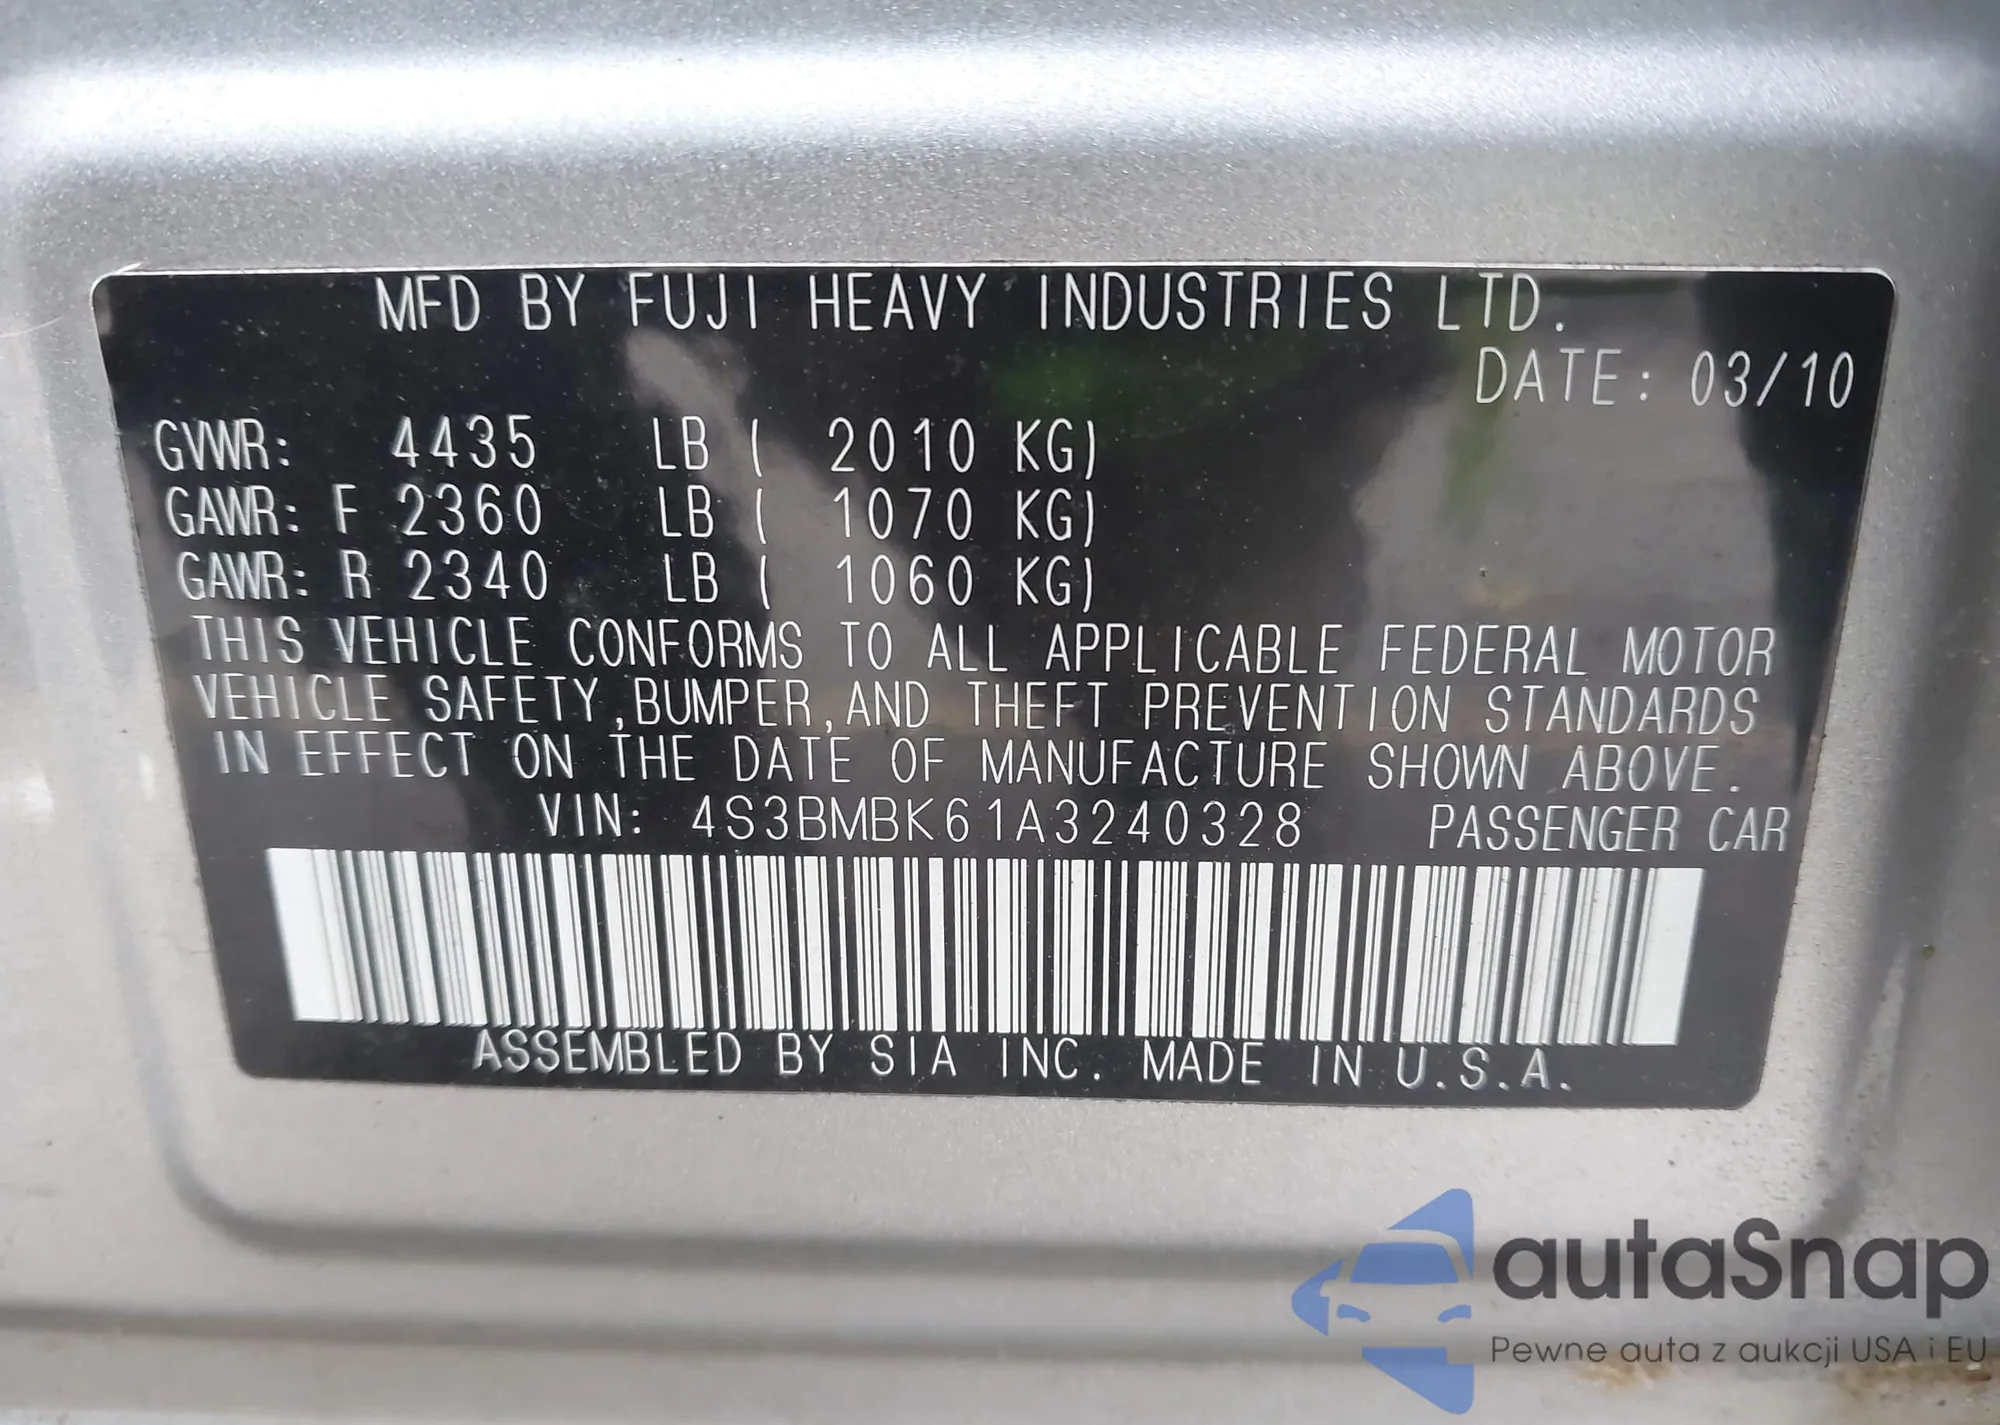 MFD BY FUJI HEAVY INDUSTRIES LTD.
DATE: 03/10
GVWR: 4435 LB ( 2010 KG)
GAWR: F 2360 LB ( 1070 KG)
GAWR: R 2340 LB ( 1060 KG)
THIS VEHICLE CONFORMS TO ALL APPLICABLE FEDERAL MOTOR
VEHICLE SAFETY,BUMPER,AND THEFT PREVENTION STANDARDS
IN EFFECT ON THE DATE OF MANUFACTURE SHOWN ABOVE.
VIN: 4S3BMBK61A3240328 PASSENGER CAR
ASSEMBLED BY SIA INC. MADE IN U.S.A.
autaSnap
Pewne auta z aukcji USA i EU